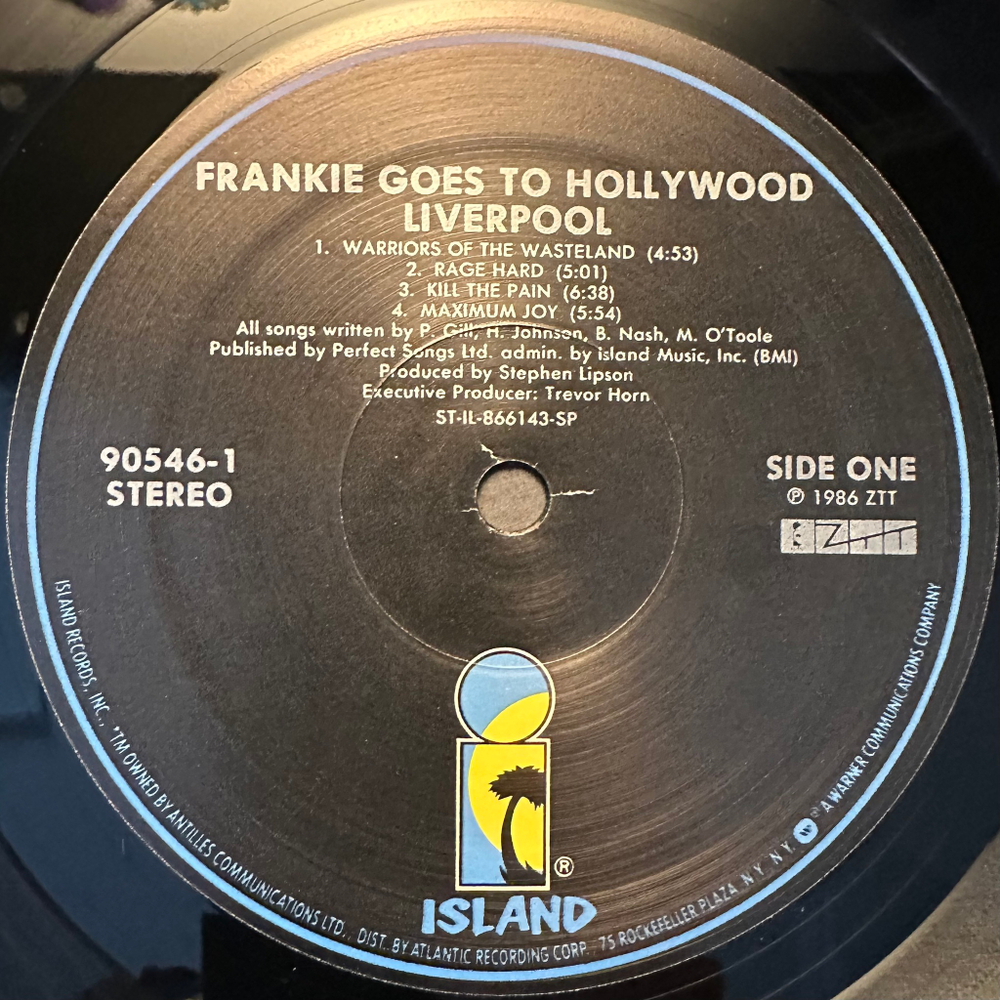 FRANKIE GOES TO HOLLYWOOD
LIVERPOOL
1. WARRIORS OF THE WASTELAND (4:53)
2. RAGE HARD (5:01)
3. KILL THE PAIN (6:38)
4. MAXIMUM JOY (5:54)
All songs written by P. Gill, H. Johnson, B. Nash, M. O'Toole
Published by Perfect Songs Ltd. admin. by island Music, Inc. (BMI)
Produced by Stephen Lipson
Executive Producer: Trevor Horn
ST-IL-866143-SP
90546-1
STEREO
SIDE ONE
℗ 1986 ZTT
ZTT
®
ISLAND
ISLAND RECORDS, INC., *TM OWNED BY ANTILLES COMMUNICATIONS LTD. DIST. BY ATLANTIC RECORDING CORP. 75 ROCKEFELLER PLAZA N.Y. N.Y. W ® A WARNER COMMUNICATIONS COMPANY